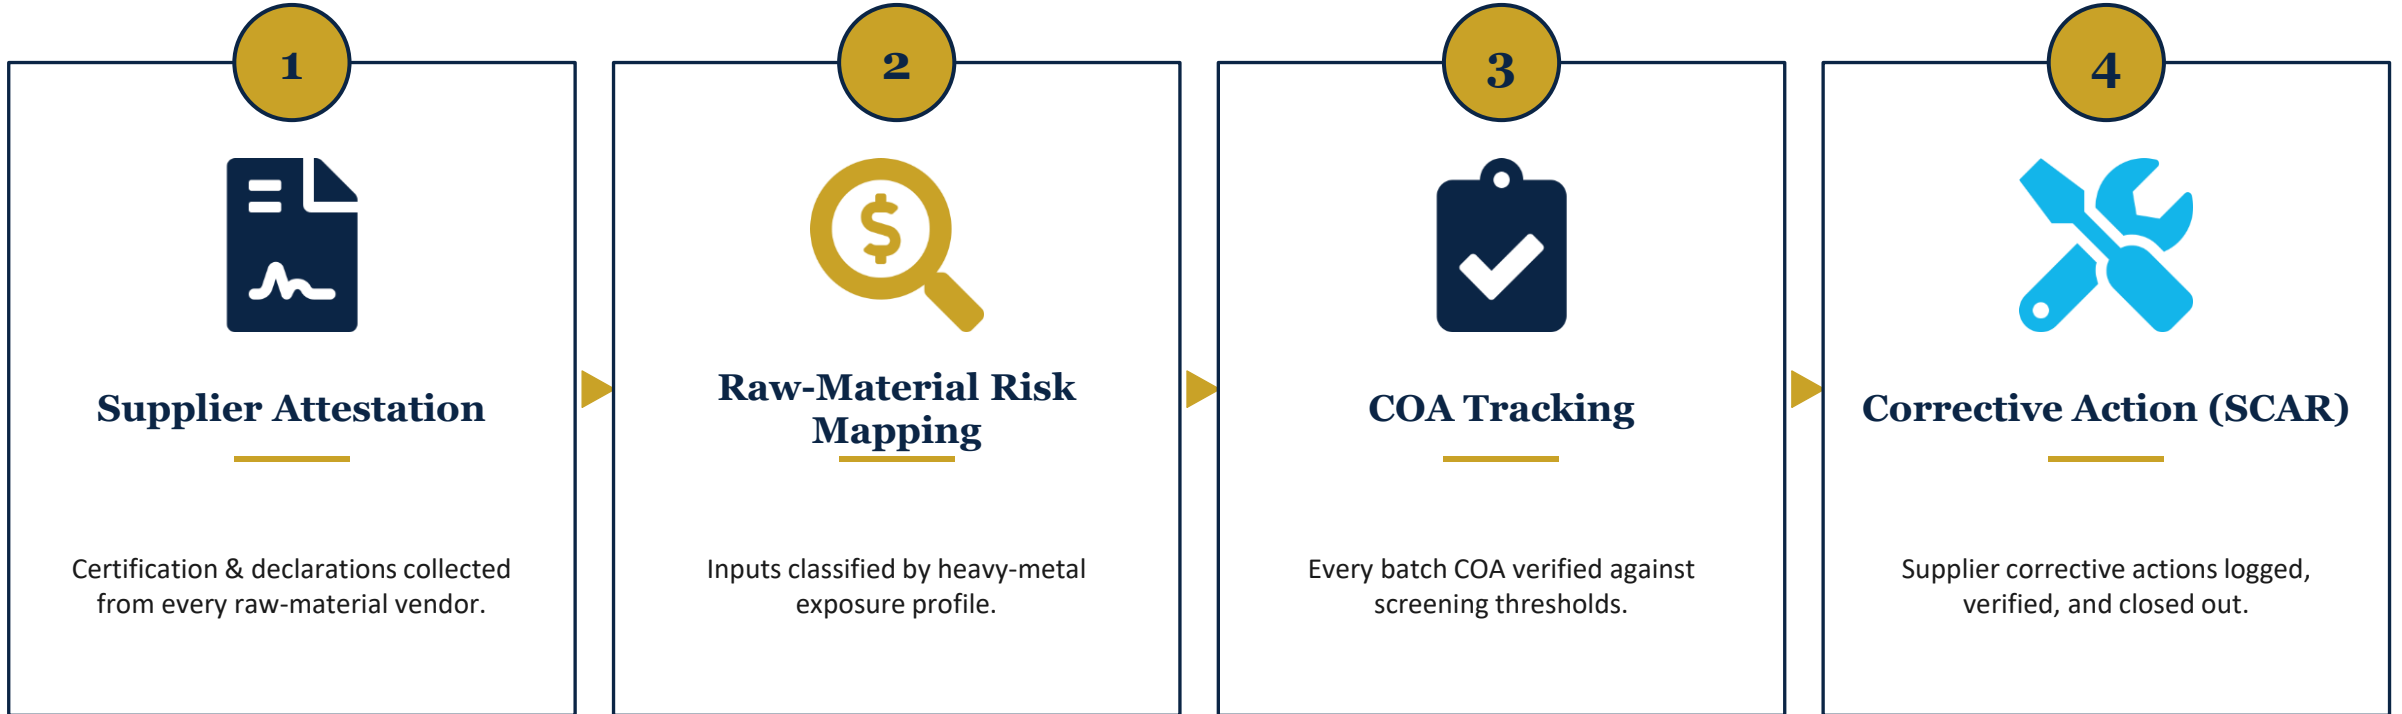 1
Supplier Attestation
Certification & declarations collected
from every raw-material vendor.
2
$
Raw-Material Risk
Mapping
Inputs classified by heavy-metal
exposure profile.
3
COA Tracking
Every batch COA verified against
screening thresholds.
4
Corrective Action (SCAR)
Supplier corrective actions logged,
verified, and closed out.